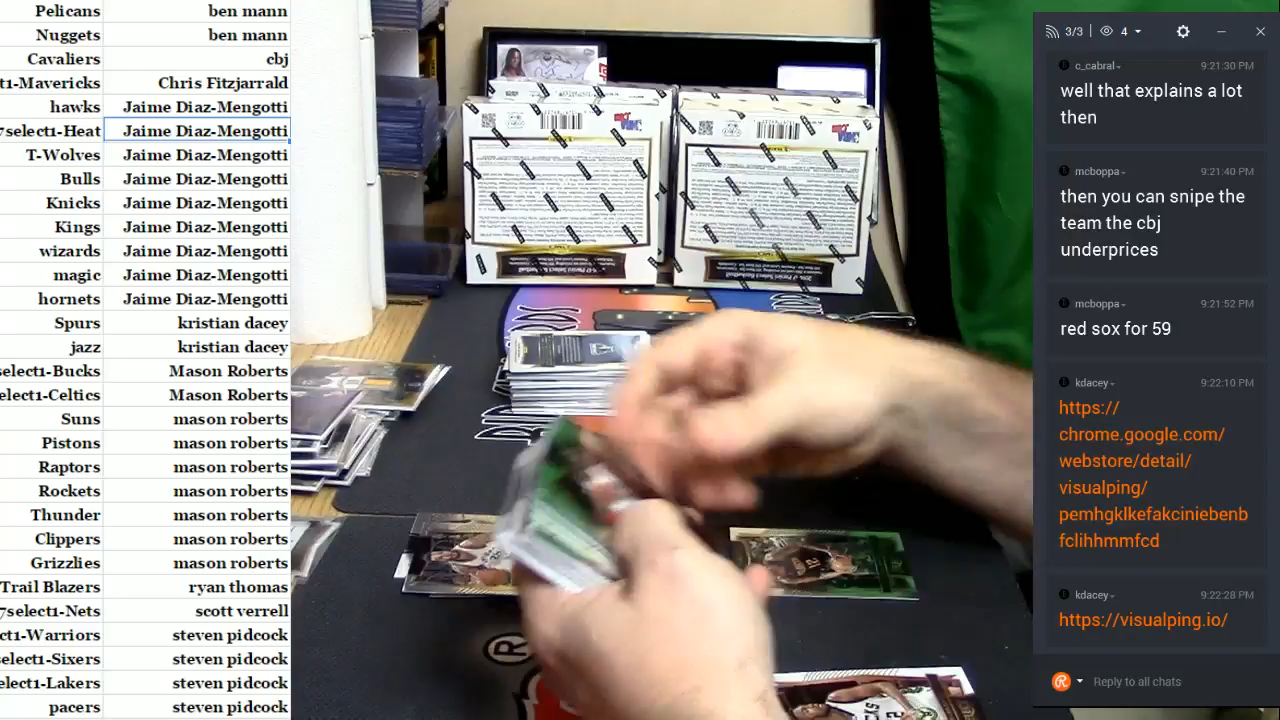 Pelicans ben mann
Nuggets ben mann
Cavaliers cbj
t1-Mavericks Chris Fitzjarrald
hawks Jaime Diaz-Mengotti
7select1-Heat Jaime Diaz-Mengotti
T-Wolves Jaime Diaz-Mengotti
Bulls Jaime Diaz-Mengotti
Knicks Jaime Diaz-Mengotti
Kings Jaime Diaz-Mengotti
wizards Jaime Diaz-Mengotti
magic Jaime Diaz-Mengotti
hornets Jaime Diaz-Mengotti
Spurs kristian dacey
jazz kristian dacey
select1-Bucks Mason Roberts
elect1-Celtics Mason Roberts
Suns mason roberts
Pistons mason roberts
Raptors mason roberts
Rockets mason roberts
Thunder mason roberts
Clippers mason roberts
Grizzlies mason roberts
Trail Blazers ryan thomas
7select1-Nets scott verrell
ct1-Warriors steven pidcock
select1-Sixers steven pidcock
elect1-Lakers steven pidcock
pacers steven pidcock
3/3 4
c_cabral 9:21:30 PM
well that explains a lot
then
mcboppa 9:21:40 PM
then you can snipe the
team the cbj
underprices
mcboppa 9:21:52 PM
red sox for 59
kdacey 9:22:10 PM
https://
chrome.google.com/
webstore/detail/
visualping/
pemhgklkefakciniebenb
fclihhmmfcd
kdacey 9:22:28 PM
https://visualping.io/
Reply to all chats